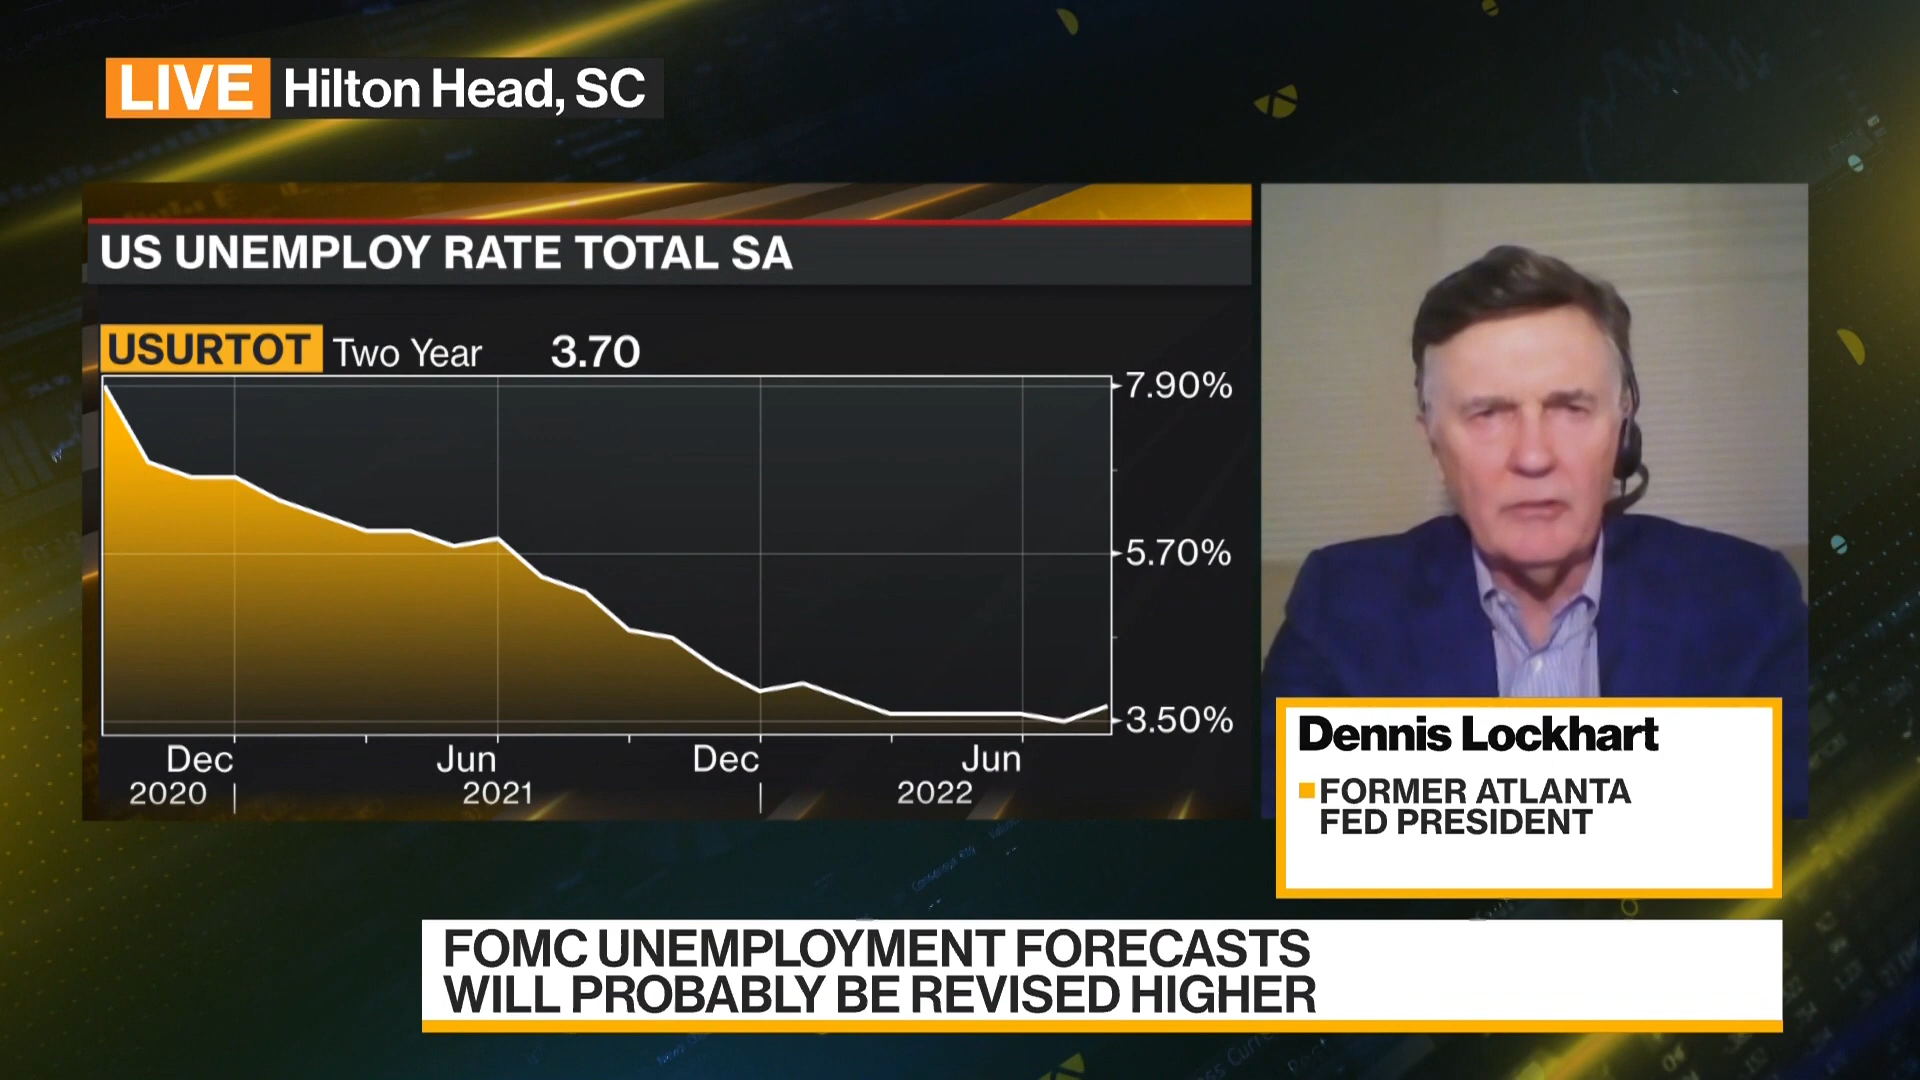 LIVE Hilton Head, SC
US UNEMPLOY RATE TOTAL SA
USURTOT Two Year 3.70
7.90%
5.70%
3.50%
Dec Jun Dec Jun
2020 2021 2022
Dennis Lockhart
FORMER ATLANTA
FED PRESIDENT
FOMC UNEMPLOYMENT FORECASTS
WILL PROBABLY BE REVISED HIGHER